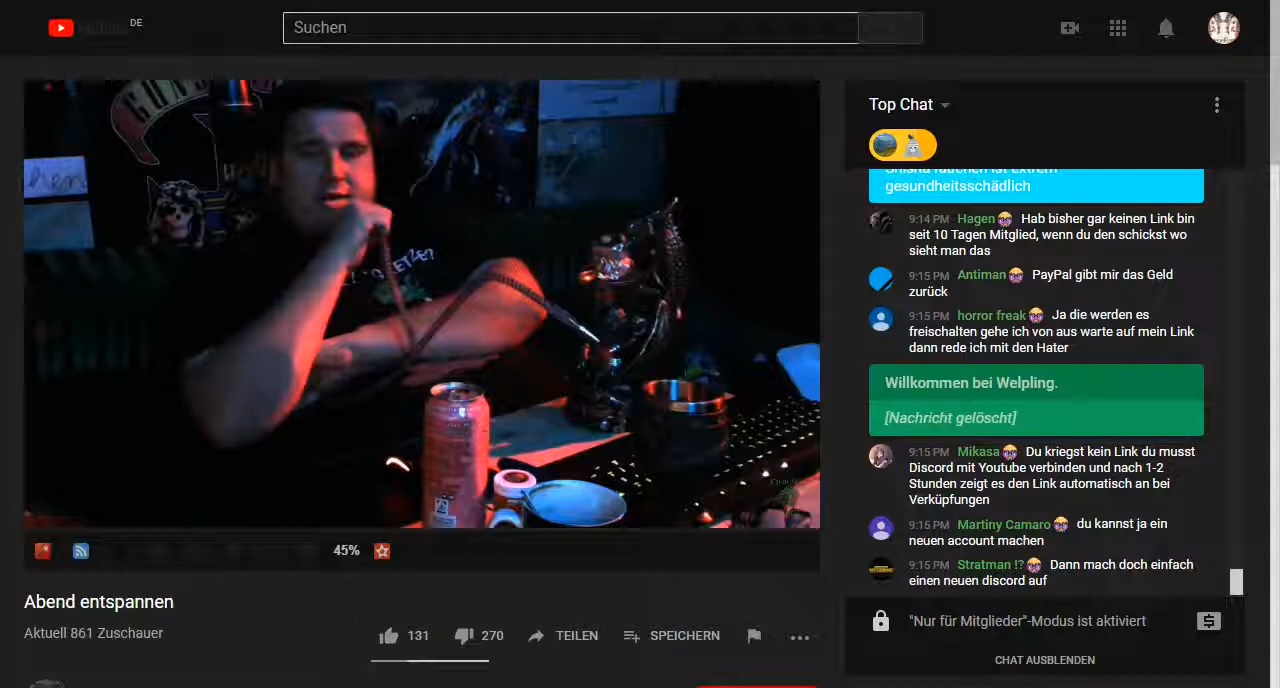 DE
Suchen
Top Chat
Shisha rauchen ist extrem
gesundheitsschädlich
9:14 PM Hagen Hab bisher gar keinen Link bin
seit 10 Tagen Mitglied, wenn du den schickst wo
sieht man das
9:15 PM Antiman PayPal gibt mir das Geld
zurück
9:15 PM horror freak Ja die werden es
freischalten gehe ich von aus warte auf mein Link
dann rede ich mit den Hater
Willkommen bei Welpling.
[Nachricht gelöscht]
9:15 PM Mikasa Du kriegst kein Link du musst
Discord mit Youtube verbinden und nach 1-2
Stunden zeigt es den Link automatisch an bei
Verküpfungen
9:15 PM Martiny Camaro du kannst ja ein
neuen account machen
9:15 PM Stratman !? Dann mach doch einfach
einen neuen discord auf
45%
Abend entspannen
Aktuell 861 Zuschauer
131
270
TEILEN
SPEICHERN
"Nur für Mitglieder"-Modus ist aktiviert
CHAT AUSBLENDEN